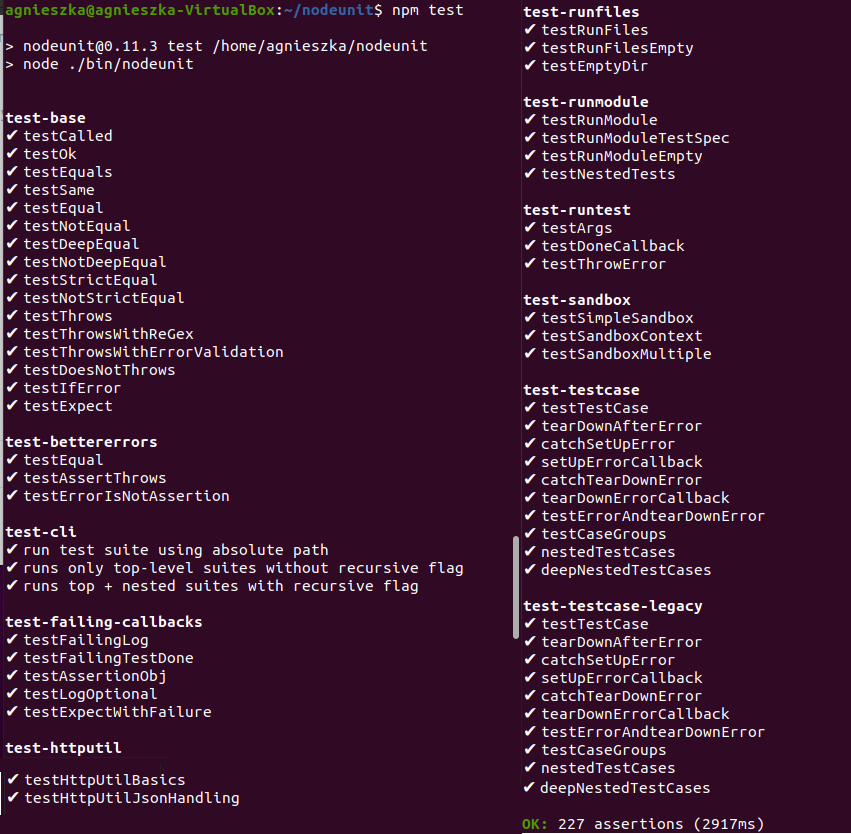 agnieszka@agnieszka-VirtualBox:~/nodeunit$ npm test
> nodeunit@0.11.3 test /home/agnieszka/nodeunit
> node ./bin/nodeunit
test-base
✔ testCalled
✔ testOk
✔ testEquals
✔ testSame
✔ testEqual
✔ testNotEqual
✔ testDeepEqual
✔ testNotDeepEqual
✔ testStrictEqual
✔ testNotStrictEqual
✔ testThrows
✔ testThrowsWithReGex
✔ testThrowsWithErrorValidation
✔ testDoesNotThrows
✔ testIfError
✔ testExpect
test-bettererrors
✔ testEqual
✔ testAssertThrows
✔ testErrorIsNotAssertion
test-cli
✔ run test suite using absolute path
✔ runs only top-level suites without recursive flag
✔ runs top + nested suites with recursive flag
test-failing-callbacks
✔ testFailingLog
✔ testFailingTestDone
✔ testAssertionObj
✔ testLogOptional
✔ testExpectWithFailure
test-httputil
✔ testHttpUtilBasics
✔ testHttpUtilJsonHandling
test-runfiles
✔ testRunFiles
✔ testRunFilesEmpty
✔ testEmptyDir
test-runmodule
✔ testRunModule
✔ testRunModuleTestSpec
✔ testRunModuleEmpty
✔ testNestedTests
test-runtest
✔ testArgs
✔ testDoneCallback
✔ testThrowError
test-sandbox
✔ testSimpleSandbox
✔ testSandboxContext
✔ testSandboxMultiple
test-testcase
✔ testTestCase
✔ tearDownAfterError
✔ catchSetUpError
✔ setUpErrorCallback
✔ catchTearDownError
✔ tearDownErrorCallback
✔ testErrorAndtearDownError
✔ testCaseGroups
✔ nestedTestCases
✔ deepNestedTestCases
test-testcase-legacy
✔ testTestCase
✔ tearDownAfterError
✔ catchSetUpError
✔ setUpErrorCallback
✔ catchTearDownError
✔ tearDownErrorCallback
✔ testErrorAndtearDownError
✔ testCaseGroups
✔ nestedTestCases
✔ deepNestedTestCases
OK: 227 assertions (2917ms)